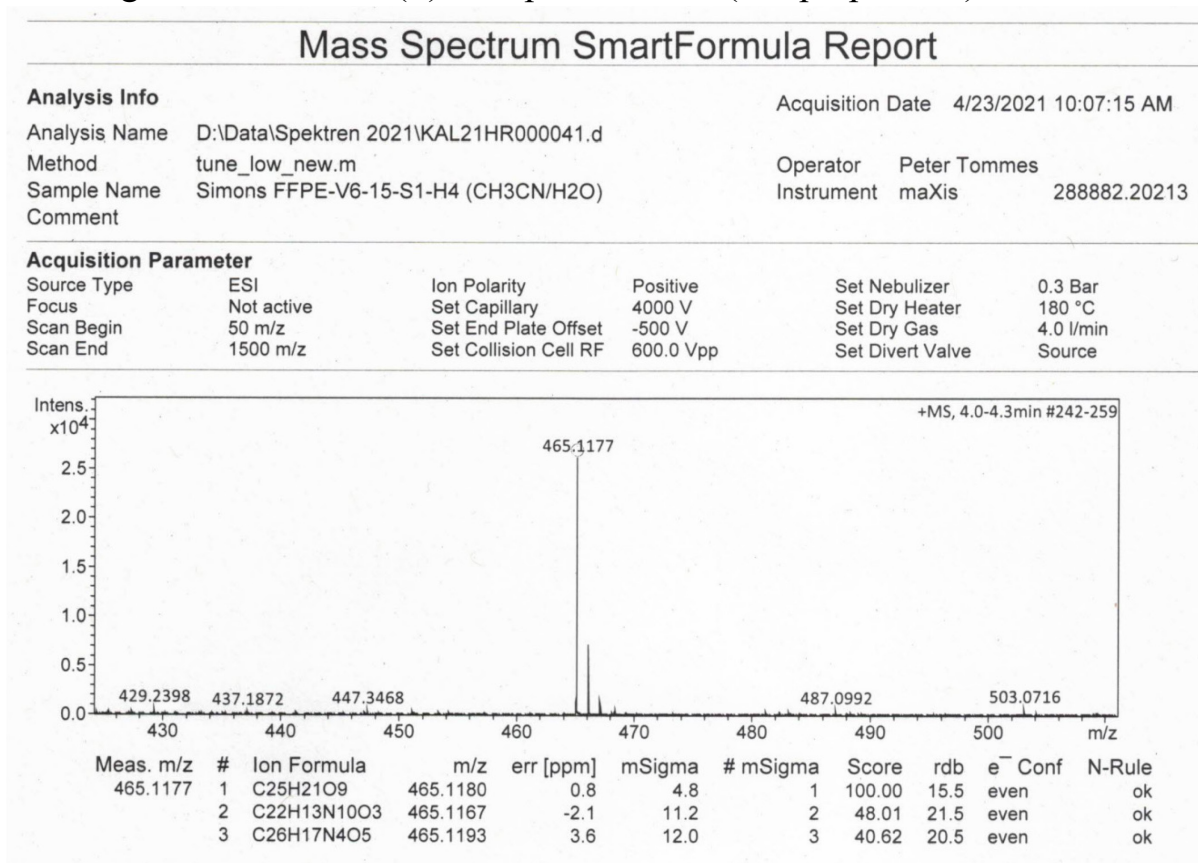 Mass Spectrum SmartFormula Report
Analysis Info
Acquisition Date 4/23/2021 10:07:15 AM
Analysis Name D:\Data\Spektren 2021\KAL21HR000041.d
Method tune_low_new.m
Operator Peter Tommes
Sample Name Simons FFPE-V6-15-S1-H4 (CH3CN/H2O)
Instrument maXis 288882.20213
Comment
Acquisition Parameter
Source Type ESI Ion Polarity Positive Set Nebulizer 0.3 Bar
Focus Not active Set Capillary 4000 V Set Dry Heater 180 °C
Scan Begin 50 m/z Set End Plate Offset -500 V Set Dry Gas 4.0 l/min
Scan End 1500 m/z Set Collision Cell RF 600.0 Vpp Set Divert Valve Source
Intens.
x10⁴
+MS, 4.0-4.3min #242-259
465.1177
2.5
2.0
1.5
1.0
0.5
0.0
429.2398 437.1872 447.3468 487.0992 503.0716
430 440 450 460 470 480 490 500 m/z
Meas. m/z # Ion Formula m/z err [ppm] mSigma # mSigma Score rdb e⁻ Conf N-Rule
465.1177 1 C25H21O9 465.1180 0.8 4.8 1 100.00 15.5 even ok
2 C22H13N10O3 465.1167 -2.1 11.2 2 48.01 21.5 even ok
3 C26H17N4O5 465.1193 3.6 12.0 3 40.62 20.5 even ok